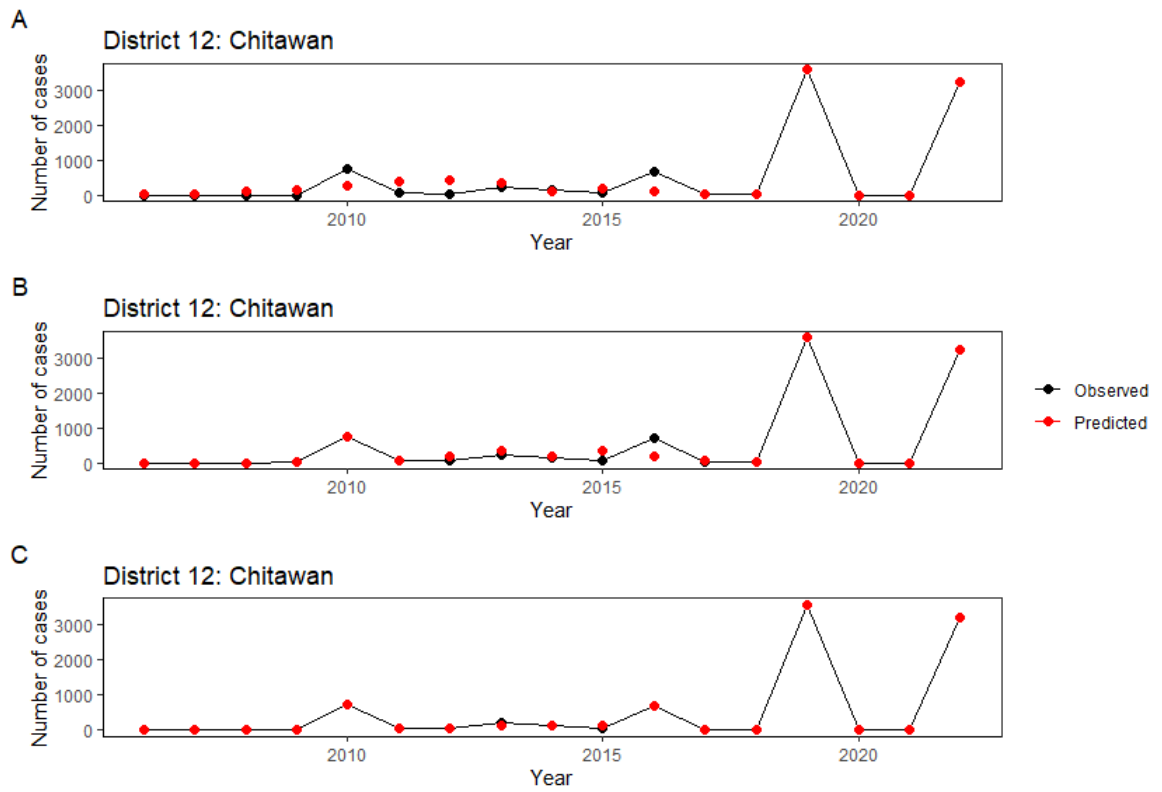 A
District 12: Chitawan
Number of cases
3000
2000
1000
0
2010
2015
2020
Year
B
District 12: Chitawan
Number of cases
3000
2000
1000
0
2010
2015
2020
Year
Observed
Predicted
C
District 12: Chitawan
Number of cases
3000
2000
1000
0
2010
2015
2020
Year